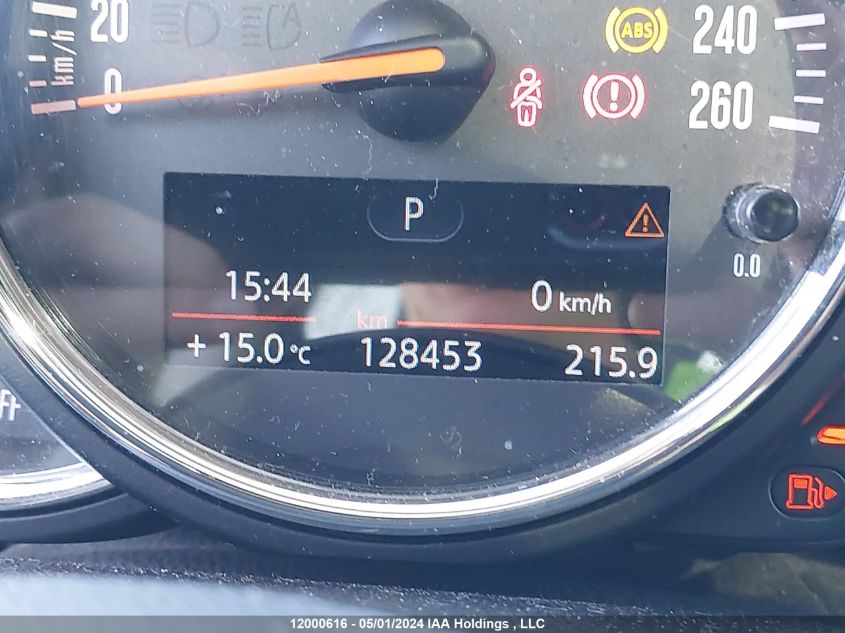 20
km/h
0
ABS
240
260
P
0.0
15:44
0 km/h
km
+ 15.0 °C
128453
215.9
12000616 - 05/01/2024 IAA Holdings , LLC